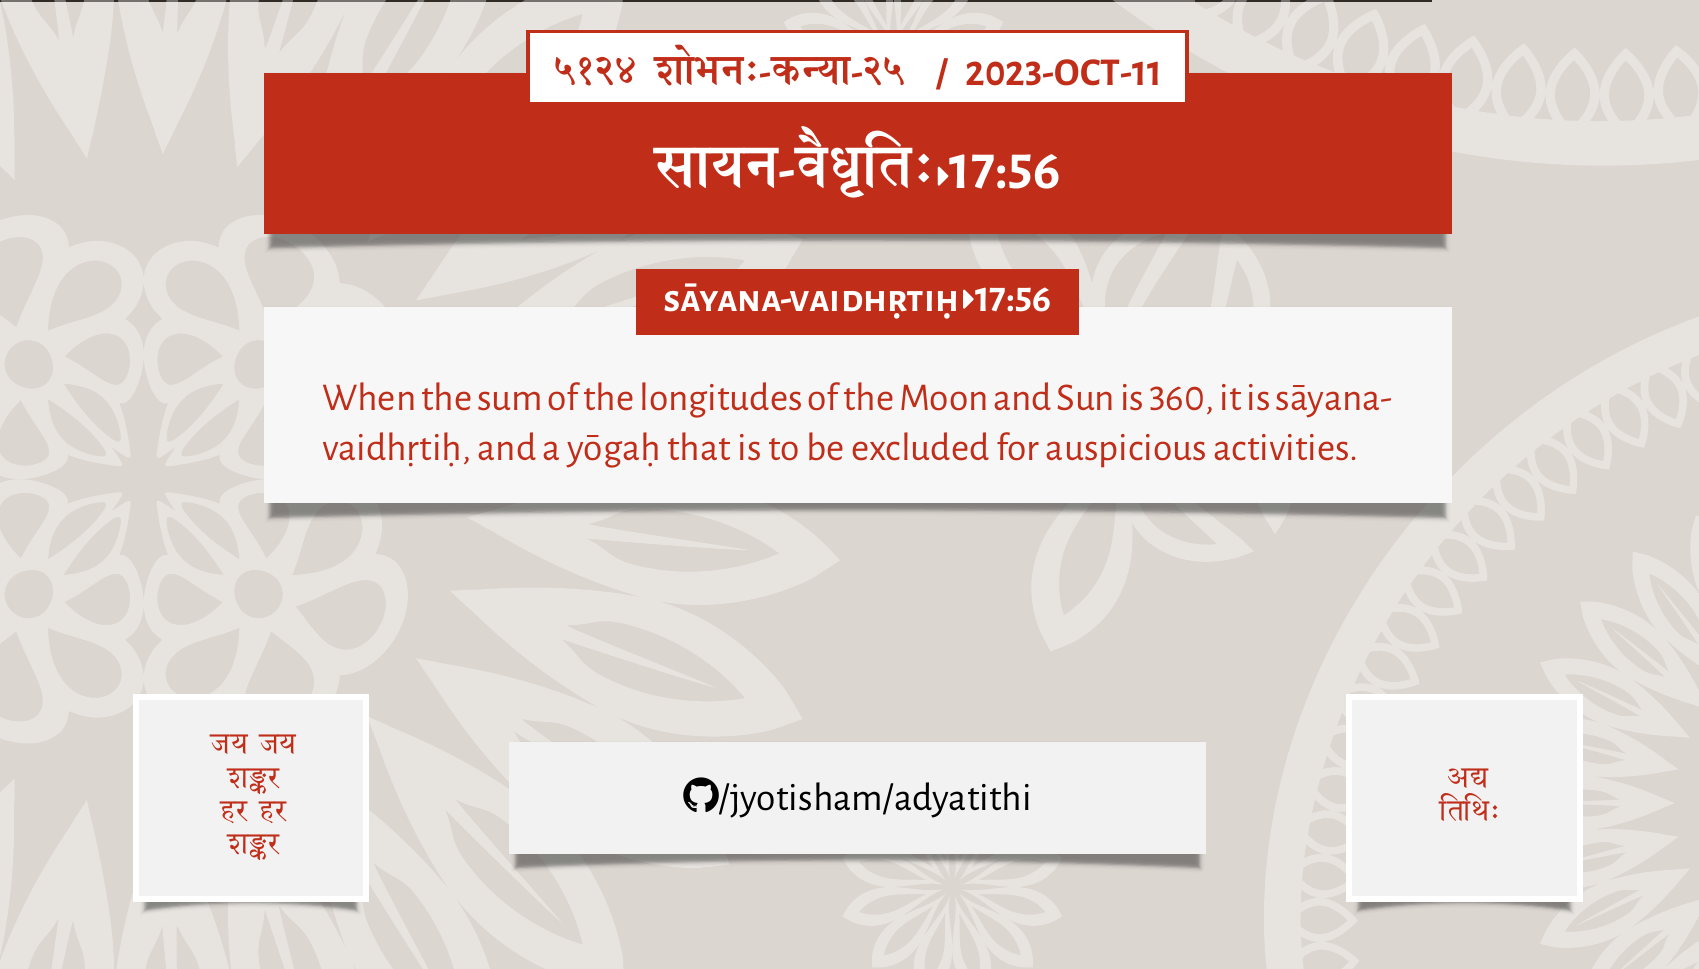 ५१२४ शोभनः-कन्या-२५ / 2023-OCT-11
सायन-वैधृतिः▸17:56
SĀYANA-VAIDHṚTIḤ▸17:56
When the sum of the longitudes of the Moon and Sun is 360, it is sāyana-
vaidhṛtiḥ, and a yōgaḥ that is to be excluded for auspicious activities.
जय जय
शङ्कर
हर हर
शङ्कर
/jyotisham/adyatithi
अद्य
तिथिः